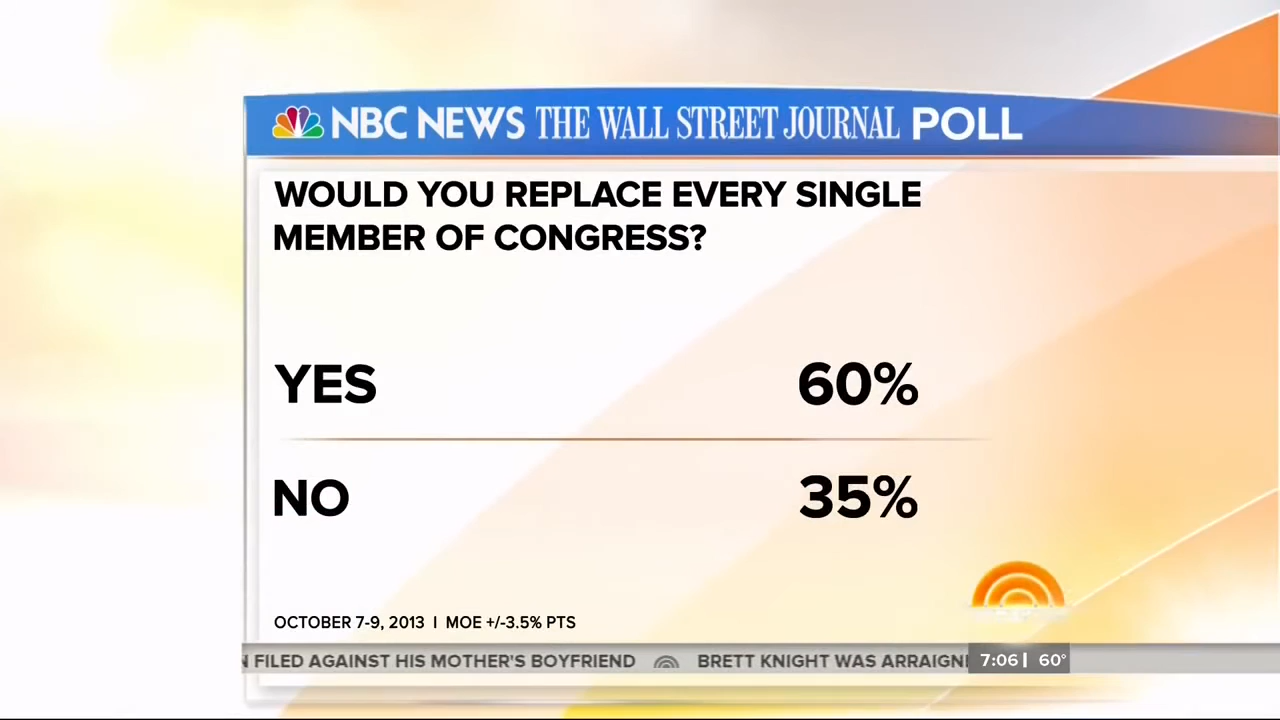 NBC NEWS THE WALL STREET JOURNAL POLL
WOULD YOU REPLACE EVERY SINGLE
MEMBER OF CONGRESS?
YES 60%
NO 35%
OCTOBER 7-9, 2013 | MOE +/-3.5% PTS
FILED AGAINST HIS MOTHER'S BOYFRIEND BRETT KNIGHT WAS 7:06 | 60°